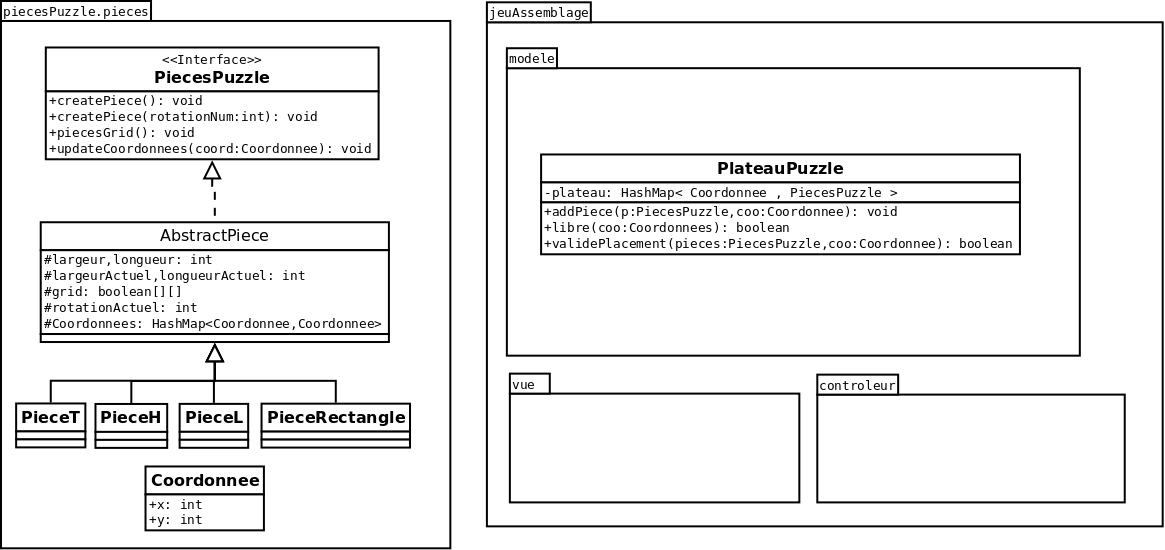 piecesPuzzle.pieces
<<Interface>>
PiecesPuzzle
+createPiece(): void
+createPiece(rotationNum:int): void
+piecesGrid(): void
+updateCoordonnees(coord:Coordonnee): void
AbstractPiece
#largeur,longueur: int
#largeurActuel,longueurActuel: int
#grid: boolean[][]
#rotationActuel: int
#Coordonnees: HashMap<Coordonnee,Coordonnee>
PieceT
PieceH
PieceL
PieceRectangle
Coordonnee
+x: int
+y: int
jeuAssemblage
modele
PlateauPuzzle
-plateau: HashMap< Coordonnee , PiecesPuzzle >
+addPiece(p:PiecesPuzzle,coo:Coordonnee): void
+libre(coo:Coordonnees): boolean
+validePlacement(pieces:PiecesPuzzle,coo:Coordonnee): boolean
vue
controleur